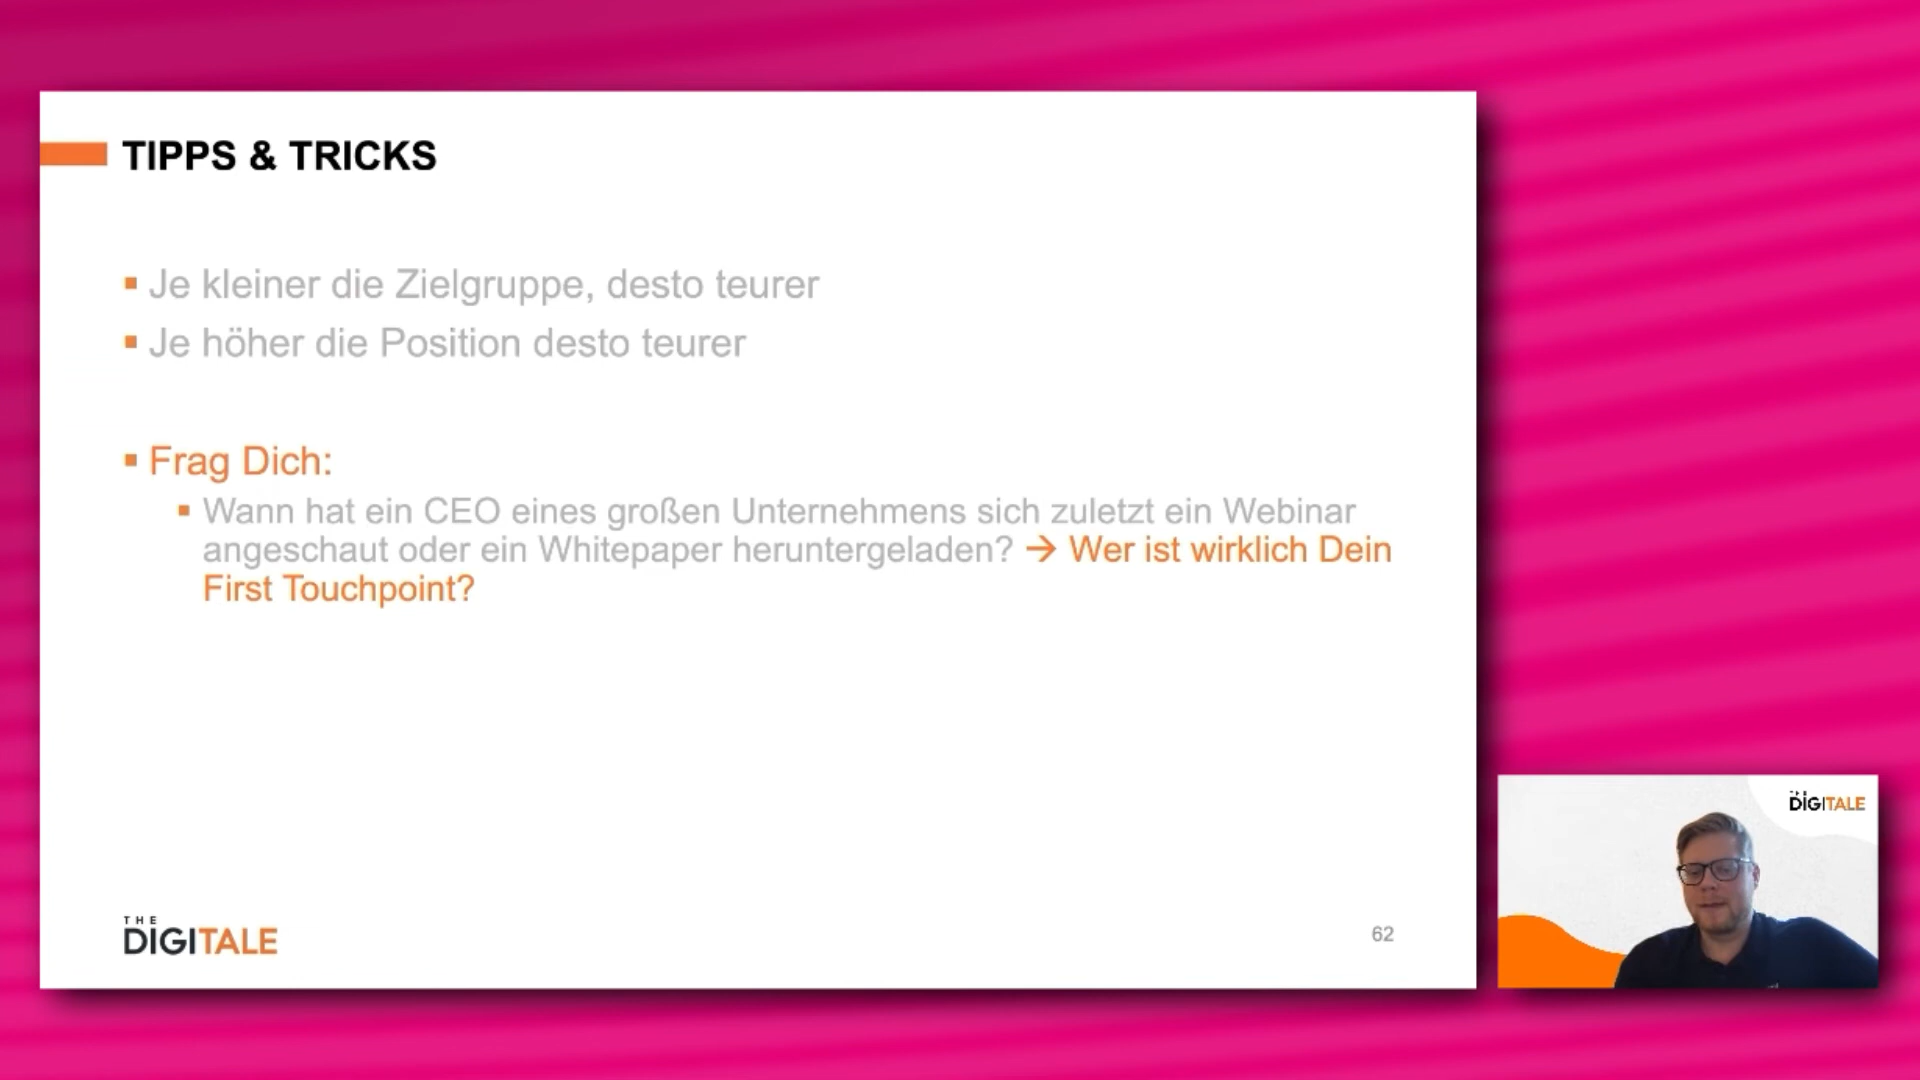 TIPPS & TRICKS
Je kleiner die Zielgruppe, desto teurer
Je höher die Position desto teurer
Frag Dich:
Wann hat ein CEO eines großen Unternehmens sich zuletzt ein Webinar
angeschaut oder ein Whitepaper heruntergeladen? → Wer ist wirklich Dein
First Touchpoint?
THE
DIGITALE
62
DIGITALE